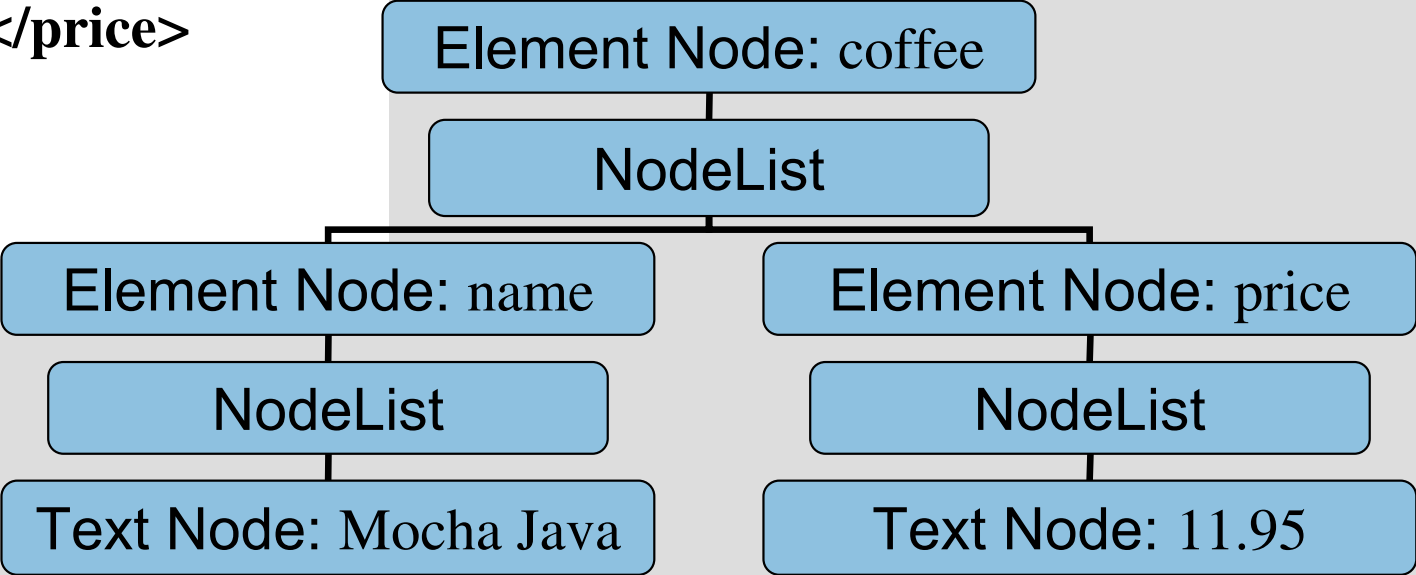 </price>
Element Node: coffee
NodeList
Element Node: name
Element Node: price
NodeList
NodeList
Text Node: Mocha Java
Text Node: 11.95